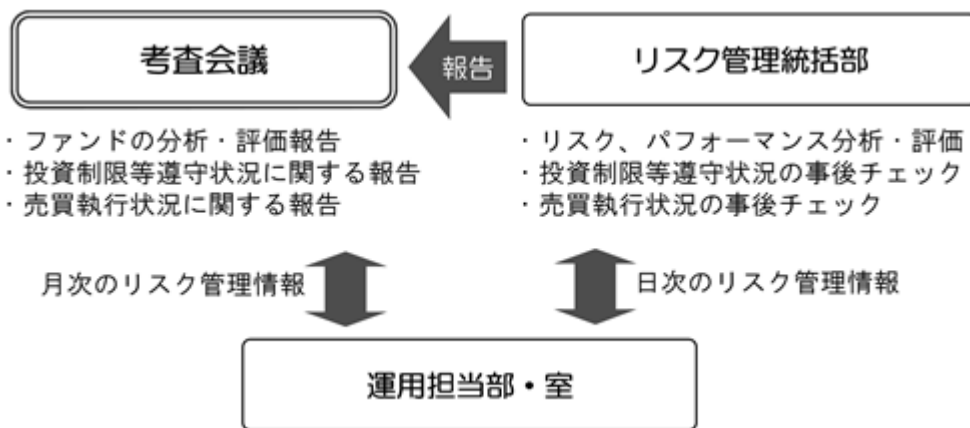 考査会議
報告
リスク管理統括部
・ファンドの分析・評価報告
・投資制限等遵守状況に関する報告
・売買執行状況に関する報告
・リスク、パフォーマンス分析・評価
・投資制限等遵守状況の事後チェック
・売買執行状況の事後チェック
月次のリスク管理情報
日次のリスク管理情報
運用担当部・室